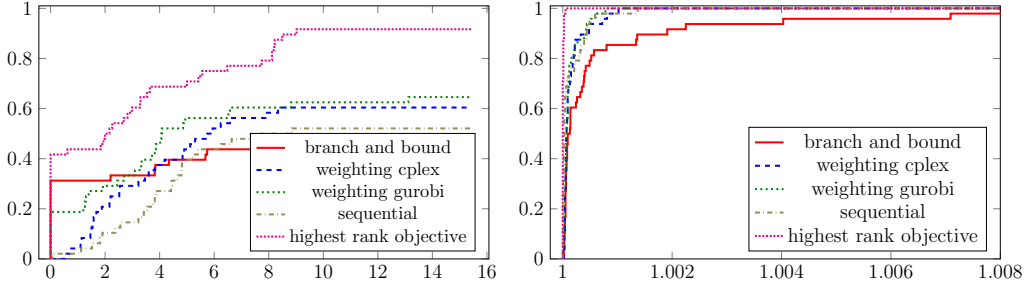 1
0.8
0.6
0.4
0.2
0
0 2 4 6 8 10 12 14 16
branch and bound
weighting cplex
weighting gurobi
sequential
highest rank objective
1
0.8
0.6
0.4
0.2
0
1 1.002 1.004 1.006 1.008
branch and bound
weighting cplex
weighting gurobi
sequential
highest rank objective